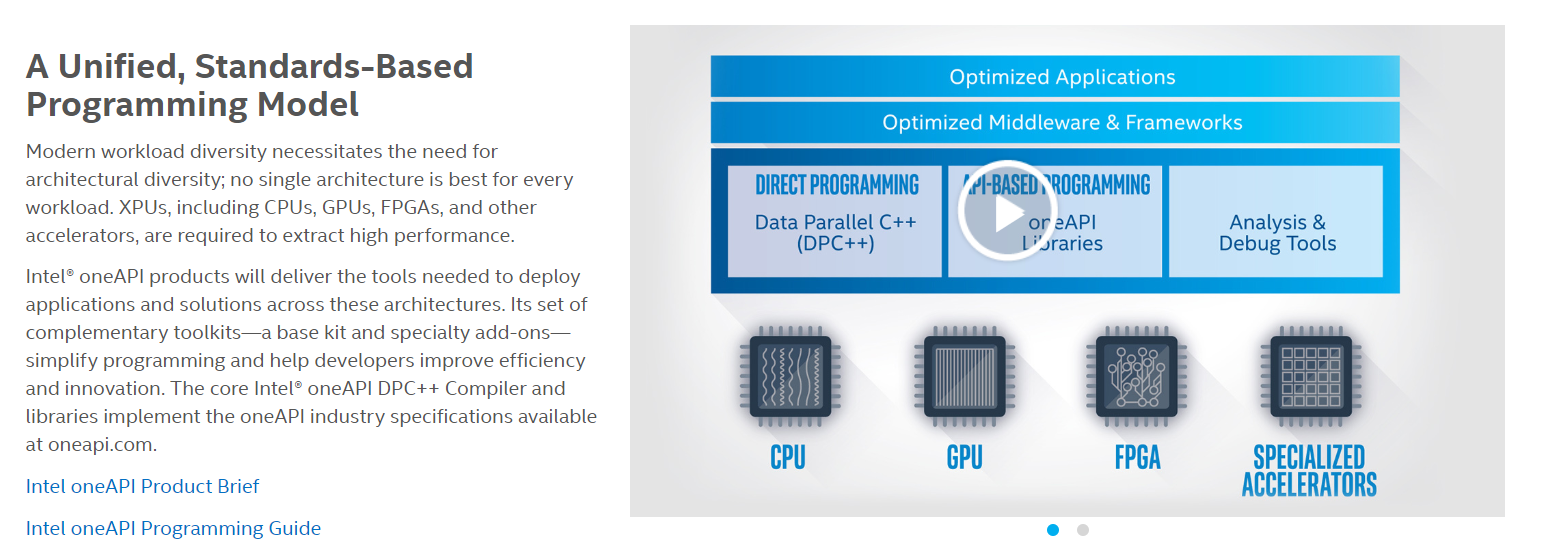 A Unified, Standards-Based
Programming Model
Modern workload diversity necessitates the need for
architectural diversity; no single architecture is best for every
workload. XPUs, including CPUs, GPUs, FPGAs, and other
accelerators, are required to extract high performance.
Intel® oneAPI products will deliver the tools needed to deploy
applications and solutions across these architectures. Its set of
complementary toolkits—a base kit and specialty add-ons—
simplify programming and help developers improve efficiency
and innovation. The core Intel® oneAPI DPC++ Compiler and
libraries implement the oneAPI industry specifications available
at oneapi.com.
Intel oneAPI Product Brief
Intel oneAPI Programming Guide
Optimized Applications
Optimized Middleware & Frameworks
DIRECT PROGRAMMING
Data Parallel C++
(DPC++)
API-BASED PROGRAMMING
oneAPI
Libraries
Analysis &
Debug Tools
CPU
GPU
FPGA
SPECIALIZED
ACCELERATORS